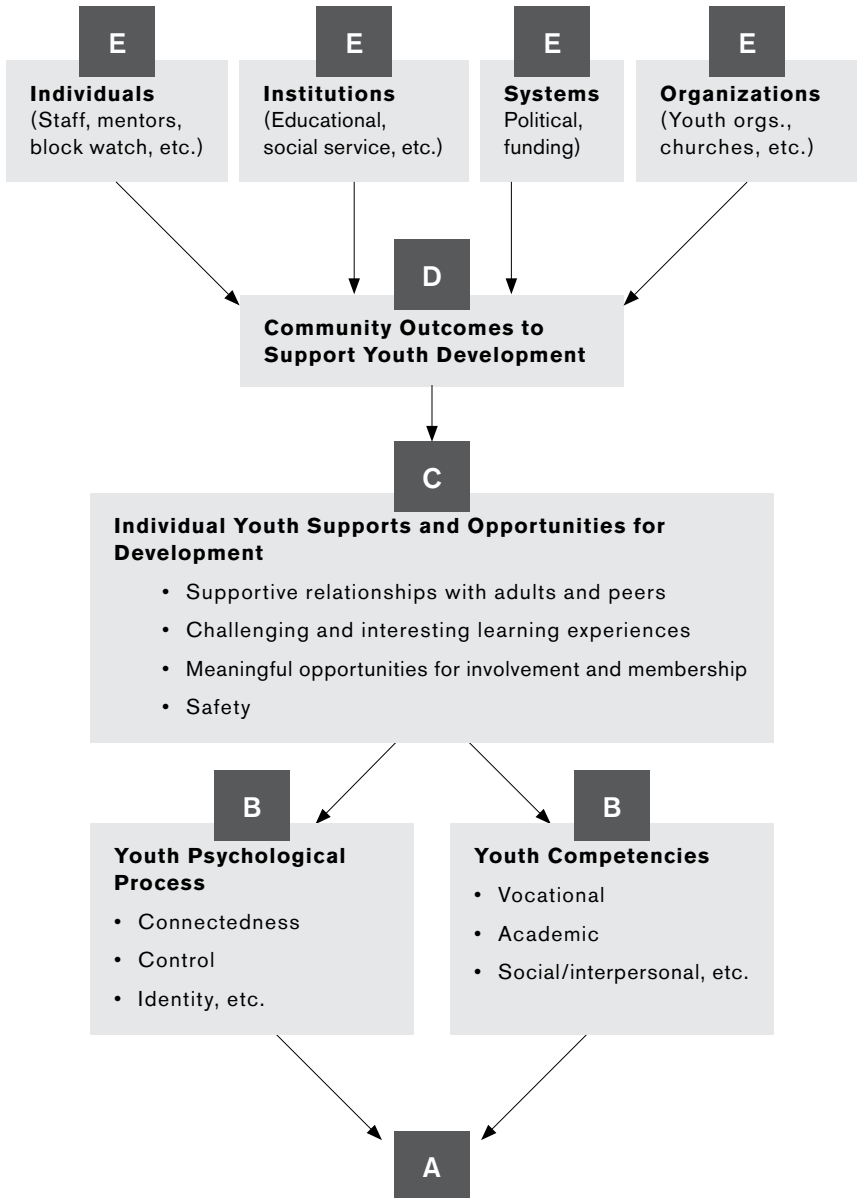 E
Individuals
(Staff, mentors,
block watch, etc.)
E
Institutions
(Educational,
social service, etc.)
E
Systems
Political,
funding)
E
Organizations
(Youth orgs.,
churches, etc.)
D
Community Outcomes to
Support Youth Development
C
Individual Youth Supports and Opportunities for
Development
• Supportive relationships with adults and peers
• Challenging and interesting learning experiences
• Meaningful opportunities for involvement and membership
• Safety
B
Youth Psychological
Process
• Connectedness
• Control
• Identity, etc.
B
Youth Competencies
• Vocational
• Academic
• Social/interpersonal, etc.
A